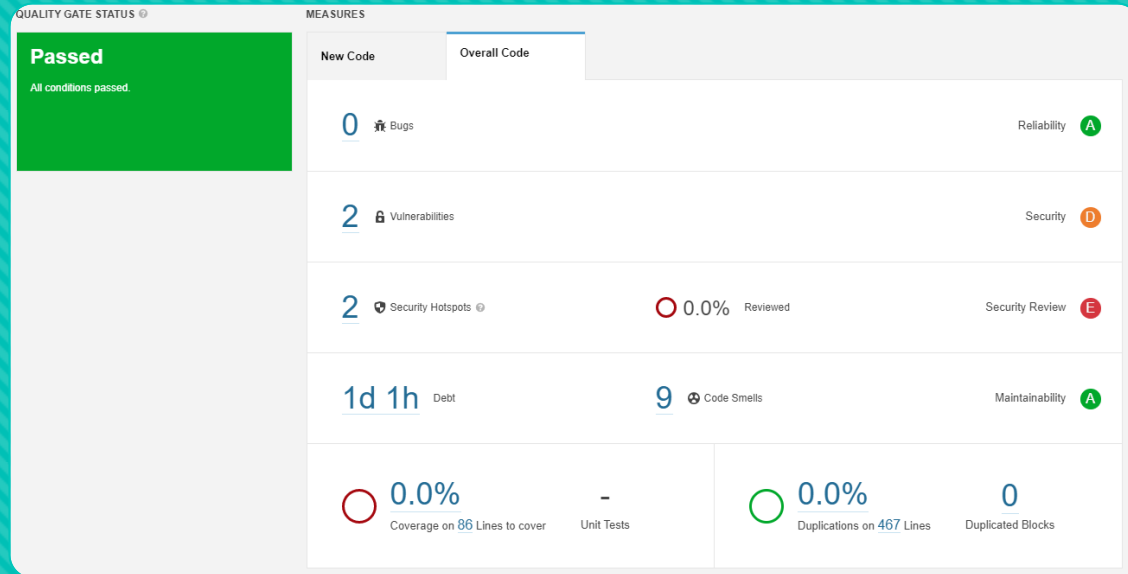 QUALITY GATE STATUS
MEASURES
Passed
All conditions passed.
New Code
Overall Code
0 Bugs
Reliability A
2 Vulnerabilities
Security D
2 Security Hotspots
0.0% Reviewed
Security Review E
1d 1h Debt
9 Code Smells
Maintainability A
0.0%
Coverage on 86 Lines to cover
-
Unit Tests
0.0%
Duplications on 467 Lines
0
Duplicated Blocks